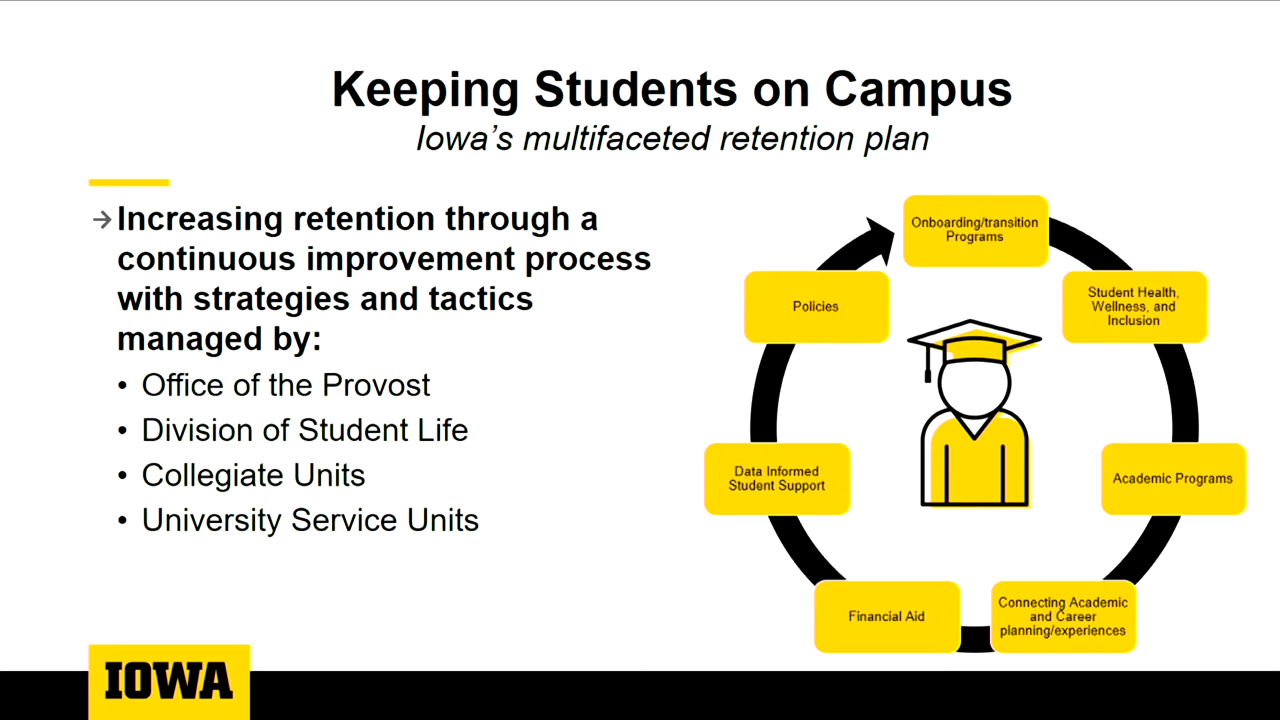 Keeping Students on Campus
Iowa's multifaceted retention plan
→Increasing retention through a
continuous improvement process
with strategies and tactics
managed by:
• Office of the Provost
• Division of Student Life
• Collegiate Units
• University Service Units
Onboarding/transition
Programs
Student Health,
Wellness, and
Inclusion
Academic Programs
Connecting Academic
and Career
planning/experiences
Financial Aid
Data Informed
Student Support
Policies
IOWA